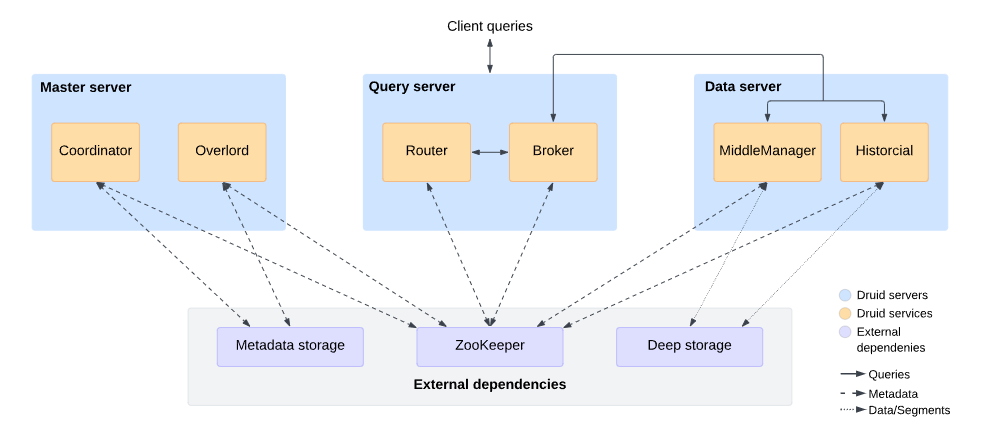 Client queries
Master server
Query server
Data server
Coordinator
Overlord
Router
Broker
MiddleManager
Historcial
Metadata storage
ZooKeeper
Deep storage
External dependencies
Druid servers
Druid services
External
dependenies
Queries
Metadata
Data/Segments